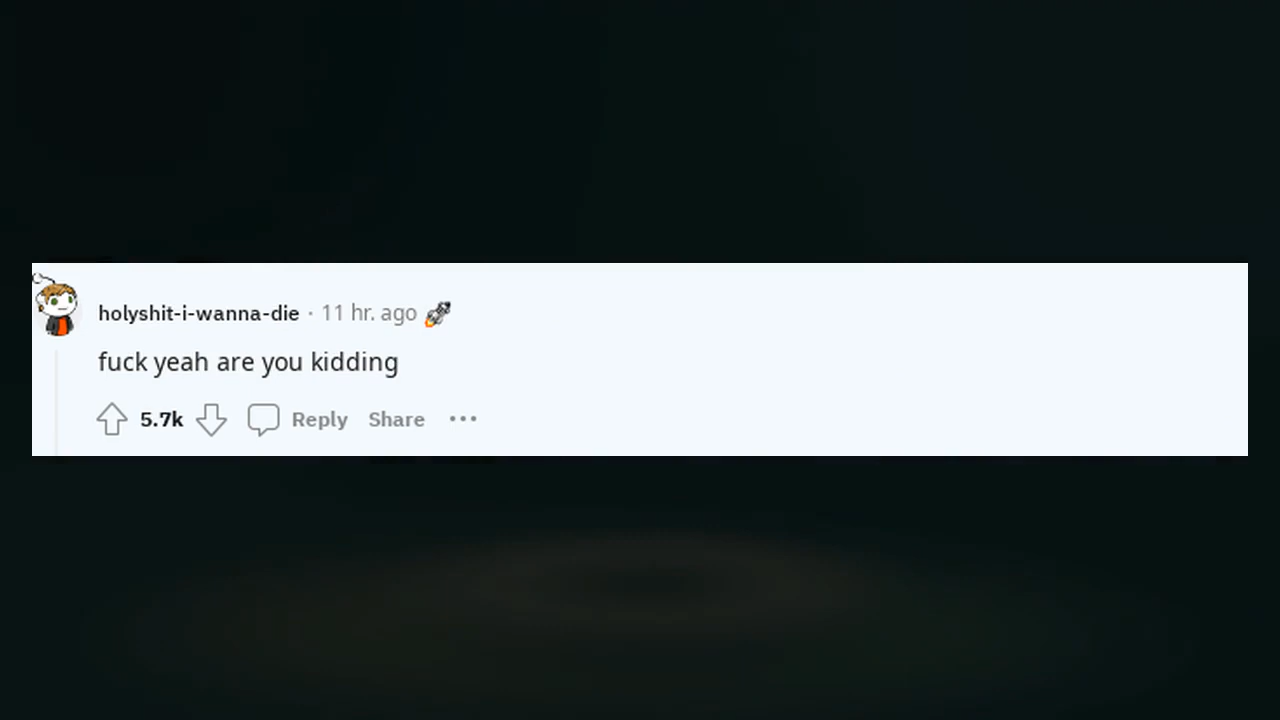 holyshit-i-wanna-die · 11 hr. ago
fuck yeah are you kidding
5.7k Reply Share •••